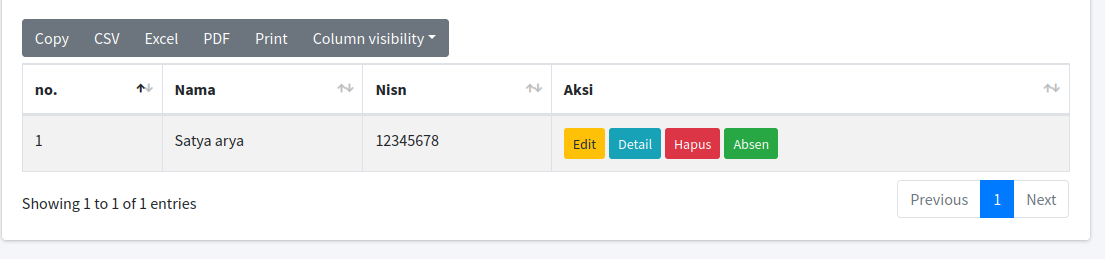 Copy CSV Excel PDF Print Column visibility
no. Nama Nisn Aksi
1 Satya arya 12345678 Edit Detail Hapus Absen
Showing 1 to 1 of 1 entries Previous 1 Next